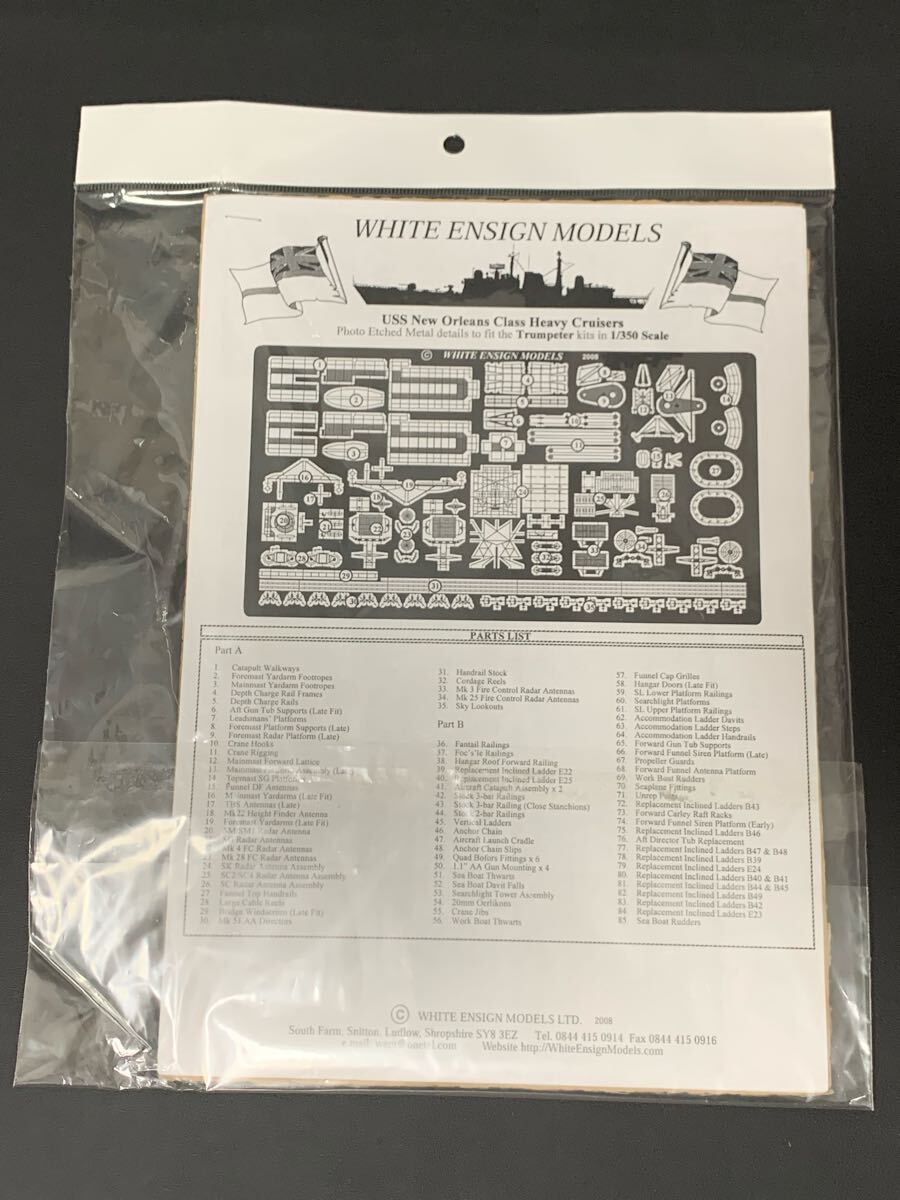 WHITE ENSIGN MODELS
USS New Orleans Class Heavy Cruisers
Photo Etched Metal details to fit the Trumpeter kits in 1/350 Scale
© WHITE ENSIGN MODELS 2008
PARTS LIST
Part A
1. Catapult Walkways
2. Foremast Yardarm Footropes
3. Mainmast Yardarm Footropes
4. Depth Charge Rail Frames
5. Depth Charge Rails
6. Aft Gun Tub Supports (Late Fit)
7. Leadsmans' Platforms
8. Foremast Platform Supports (Late)
9. Foremast Radar Platform (Late)
10. Crane Hooks
11. Crane Rigging
12. Mainmast Forward Lattice
13. Mainmast Assembly (Late)
14. Topmast SG Platform
15. Funnel DF Antennas
16. Mainmast Yardarms (Late Fit)
17. TBS Antennas (Late)
18. Mk 22 Height Finder Antenna
19. Foremast Yardarms (Late Fit)
20. SM/SM1 Radar Antenna
Radar Antennas
Mk 4 FC Radar Antennas
23. Mk 28 FC Radar Antennas
24. SK Radar Antenna Assembly
25. SC2/SC4 Radar Antenna Assembly
26. SC Radar Antenna Assembly
27. Funnel Top Handrails
28. Large Cable Reels
29. Bridge Windscreen (Late Fit)
30. Mk 51 AA Directors
31. Handrail Stock
32. Cordage Reels
33. Mk 3 Fire Control Radar Antennas
34. Mk 25 Fire Control Radar Antennas
35. Sky Lookouts
Part B
36. Fantail Railings
37. Foc's'le Railings
38. Hangar Roof Forward Railing
39. Replacement Inclined Ladder E22
40. Replacement Inclined Ladder E25
41. Aircraft Catapult Assembly x 2
42. Stock 3-bar Railings
43. Stock 3-bar Railing (Close Stanchions)
44. Stock 2-bar Railings
45. Vertical Ladders
46. Anchor Chain
47. Aircraft Launch Cradle
48. Anchor Chain Slips
49. Quad Bofors Fittings x 6
50. 1.1" AA Gun Mounting x 4
51. Sea Boat Thwarts
52. Sea Boat Davit Falls
53. Searchlight Tower Assembly
54. 20mm Oerlikons
55. Crane Jibs
56. Work Boat Thwarts
57. Funnel Cap Grilles
58. Hangar Doors (Late Fit)
59. SL Lower Platform Railings
60. Searchlight Platforms
61. SL Upper Platform Railings
62. Accommodation Ladder Davits
63. Accommodation Ladder Steps
64. Accommodation Ladder Handrails
65. Forward Gun Tub Supports
66. Forward Funnel Siren Platform (Late)
67. Propeller Guards
68. Forward Funnel Antenna Platform
69. Work Boat Rudders
70. Seaplane Fittings
71. Unrep
72. Replacement Inclined Ladders B43
73. Forward Carley Raft Racks
74. Forward Funnel Siren Platform (Early)
75. Replacement Inclined Ladders B46
76. Aft Director Tub Replacement
77. Replacement Inclined Ladders B47 & B48
78. Replacement Inclined Ladders B39
79. Replacement Inclined Ladders E24
80. Replacement Inclined Ladders B40 & B41
81. Replacement Inclined Ladders B44 & B45
82. Replacement Inclined Ladders B49
83. Replacement Inclined Ladders B42
84. Replacement Inclined Ladders E23
85. Sea Boat Rudders
© WHITE ENSIGN MODELS LTD. 2008
South Farm, Snitton, Ludlow, Shropshire SY8 3EZ Tel. 0844 415 0914 Fax 0844 415 0916
e.mail: wem@onetel.com Website http://WhiteEnsignModels.com